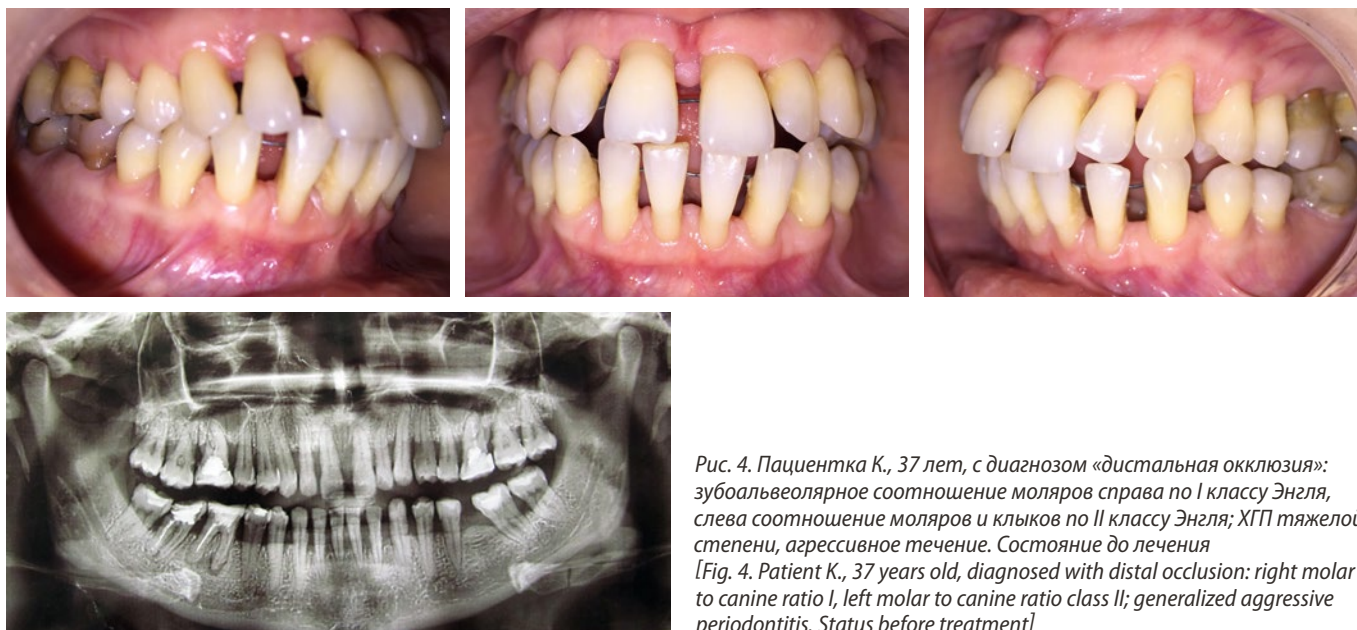 Рис. 4. Пациентка К., 37 лет, с диагнозом «дистальная окклюзия»:
зубоальвеолярное соотношение моляров справа по I классу Энгля,
слева соотношение моляров и клыков по II классу Энгля; ХГП тяжелой
степени, агрессивное течение. Состояние до лечения
[Fig. 4. Patient K., 37 years old, diagnosed with distal occlusion: right molar
to canine ratio I, left molar to canine ratio class II; generalized aggressive
periodontitis. Status before treatment]